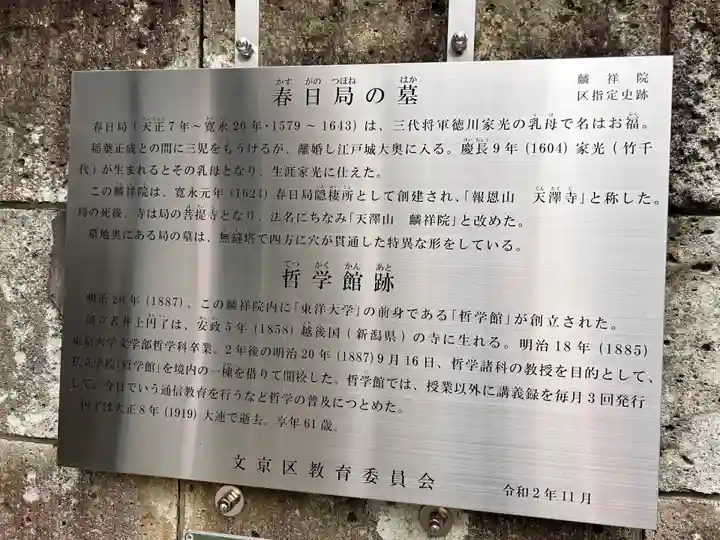 春日局の墓
かすがのつぼね はか
麟祥院
区指定史跡
春日局(天正7年~寛永20年・1579~1643)は、三代将軍徳川家光の乳母で名はお福。
稲葉正成との間に三児をもうけるが、離婚し江戸城大奥に入る。慶長9年(1604)家光(竹千
代)が生まれるとその乳母となり、生涯家光に仕えた。
この麟祥院は、寛永元年(1624)春日局隠棲所として創建され、「報恩山 天澤寺」と称した。
局の死後、寺は局の菩提寺となり、法名にちなみ「天澤山 麟祥院」と改めた。
墓地奥にある局の墓は、無縫塔で四方に穴が貫通した特異な形をしている。
哲学館跡
てつがくかんあと
明治20年(1887)、この麟祥院内に「東洋大学」の前身である「哲学館」が創立された。
創立者井上円了は、安政5年(1858)越後国(新潟県)の寺に生れる。明治18年(1885)
東京大学文学部哲学科卒業。2年後の明治20年(1887)9月16日、哲学諸科の教授を目的として、
私立学校「哲学館」を境内の一棟を借りて開校した。哲学館では、授業以外に講義録を毎月3回発行
して、今日でいう通信教育を行うなど哲学の普及につとめた。
円了は大正8年(1919)大連で逝去。享年61歳。
文京区教育委員会
令和2年11月